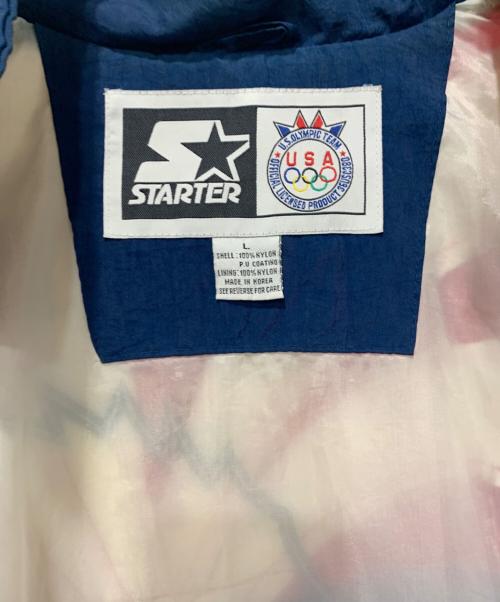 STARTER
U.S. OLYMPIC TEAM
USA
OFFICIAL LICENSED PRODUCT 36USC380
L
SHELL:100%NYLON
P.U COATING
LINING:100%NYLON
MADE IN KOREA
SEE REVERSE FOR CARE